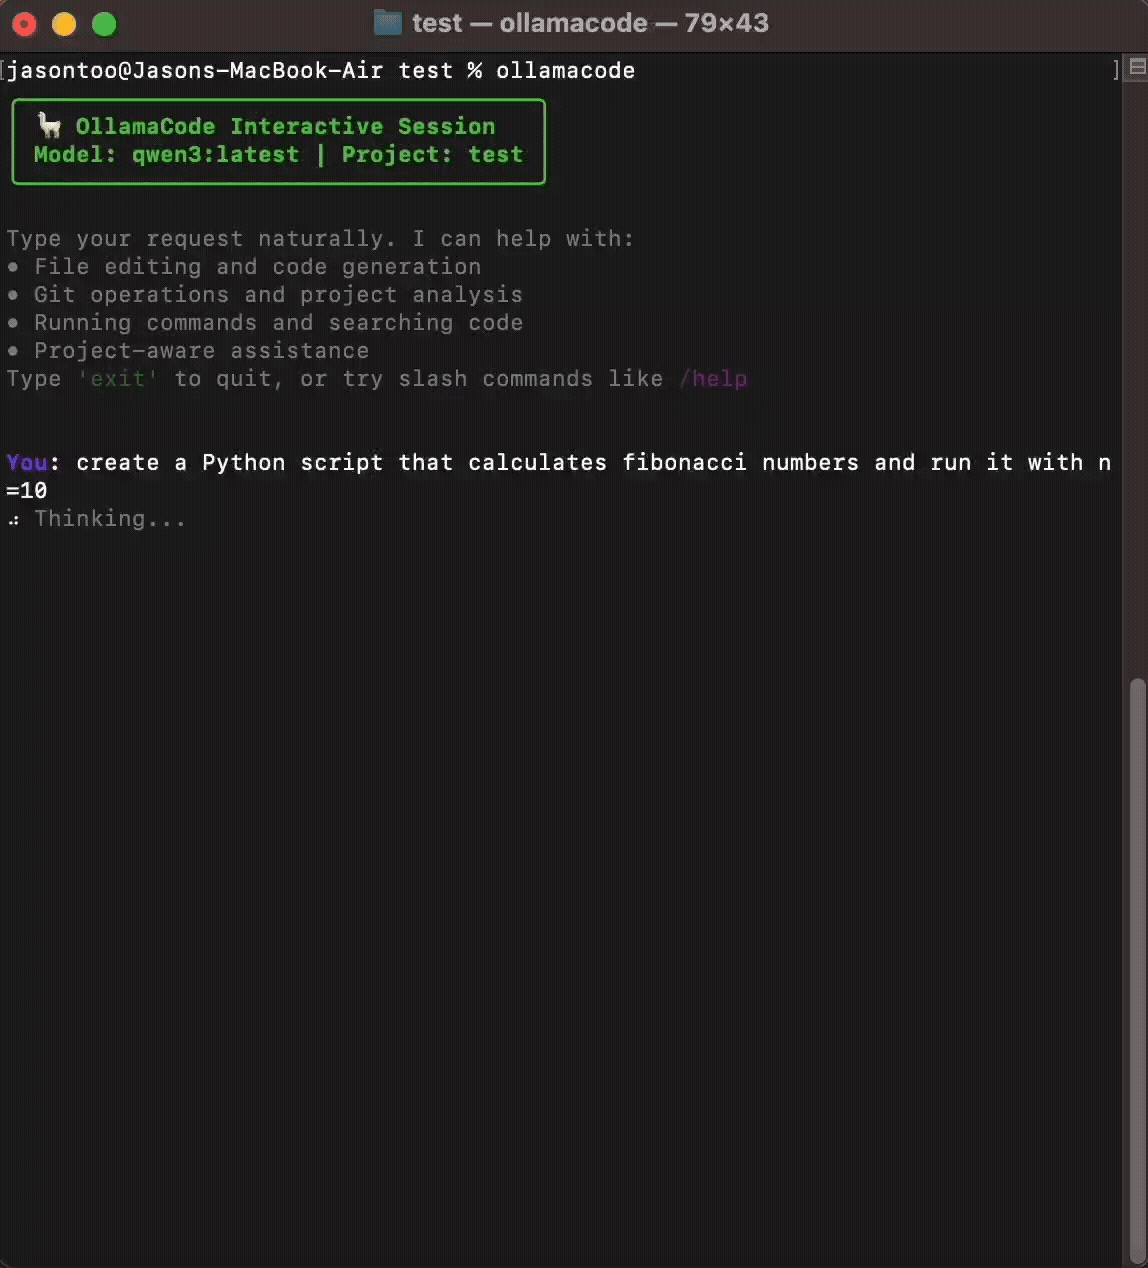 test — ollamacode — 79×43
jasontoo@Jasons-MacBook-Air test % ollamacode
OllamaCode Interactive Session
Model: qwen3:latest | Project: test
Type your request naturally. I can help with:
● File editing and code generation
● Git operations and project analysis
● Running commands and searching code
● Project-aware assistance
Type 'exit' to quit, or try slash commands like /help
You: create a Python script that calculates fibonacci numbers and run it with n
=10
Thinking...